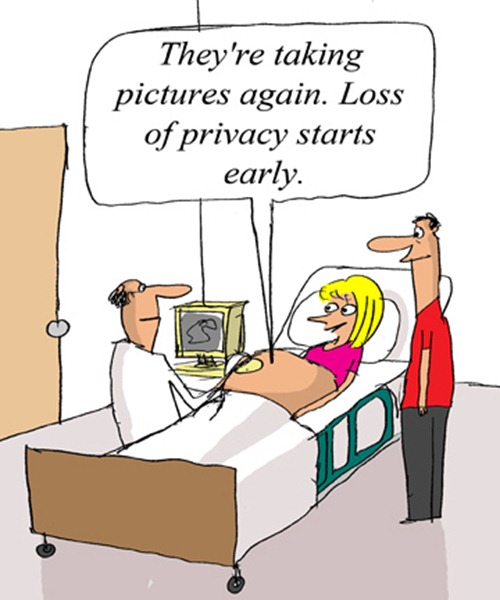 They're taking
pictures again. Loss
of privacy starts
early.